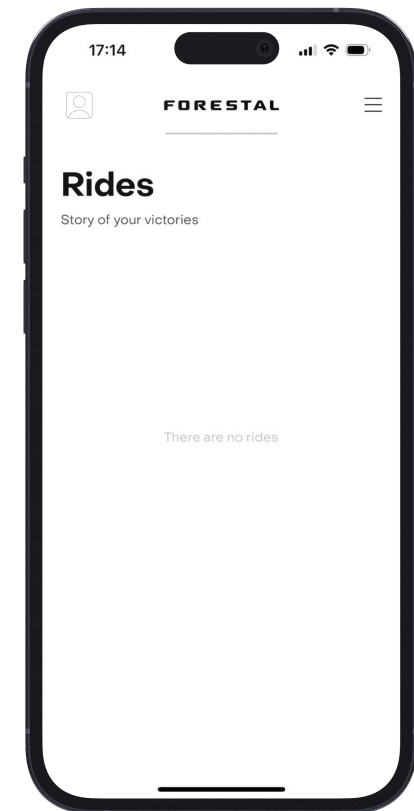 17:14
FORESTAL
Rides
Story of your victories
There are no rides